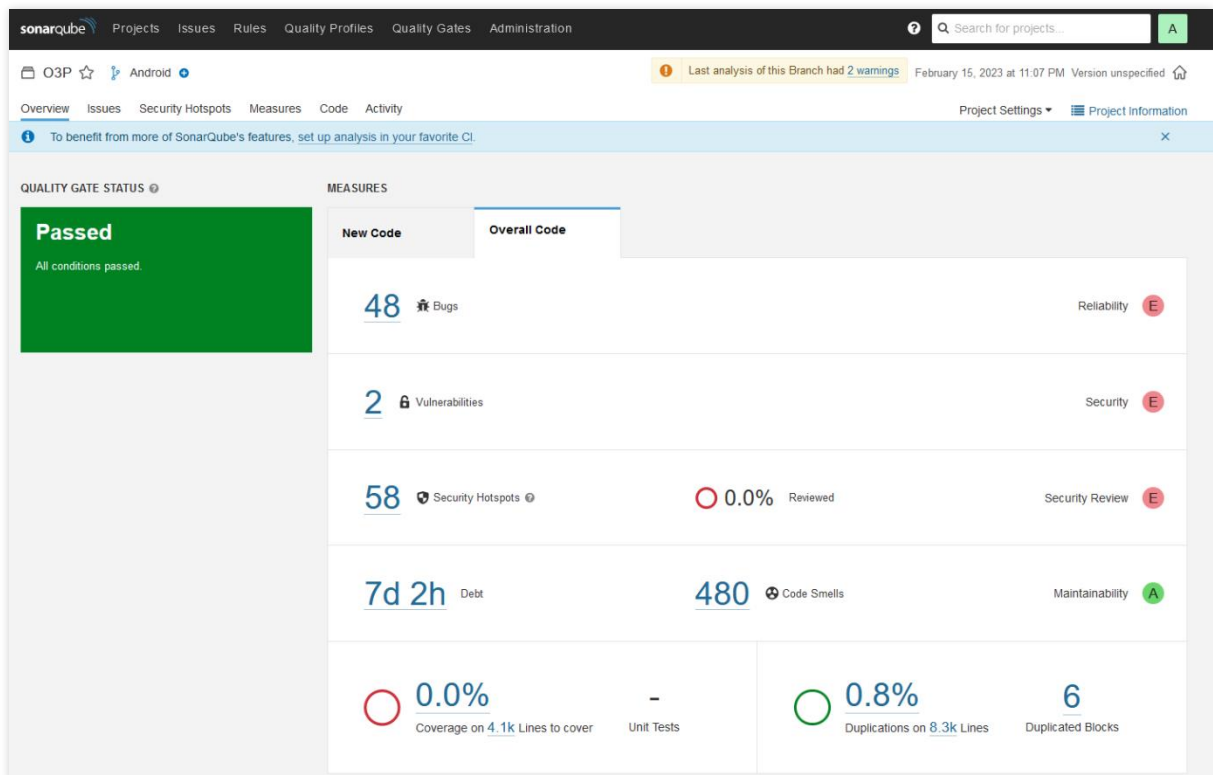 sonarqube Projects Issues Rules Quality Profiles Quality Gates Administration ? Search for projects... A
O3P Android Last analysis of this Branch had 2 warnings February 15, 2023 at 11:07 PM Version unspecified
Overview Issues Security Hotspots Measures Code Activity Project Settings Project Information
To benefit from more of SonarQube's features, set up analysis in your favorite CI.
QUALITY GATE STATUS ? MEASURES
Passed
All conditions passed.
New Code Overall Code
48 Bugs Reliability E
2 Vulnerabilities Security E
58 Security Hotspots ? 0.0% Reviewed Security Review E
7d 2h Debt 480 Code Smells Maintainability A
0.0% - 0.8% 6
Coverage on 4.1k Lines to cover Unit Tests Duplications on 8.3k Lines Duplicated Blocks